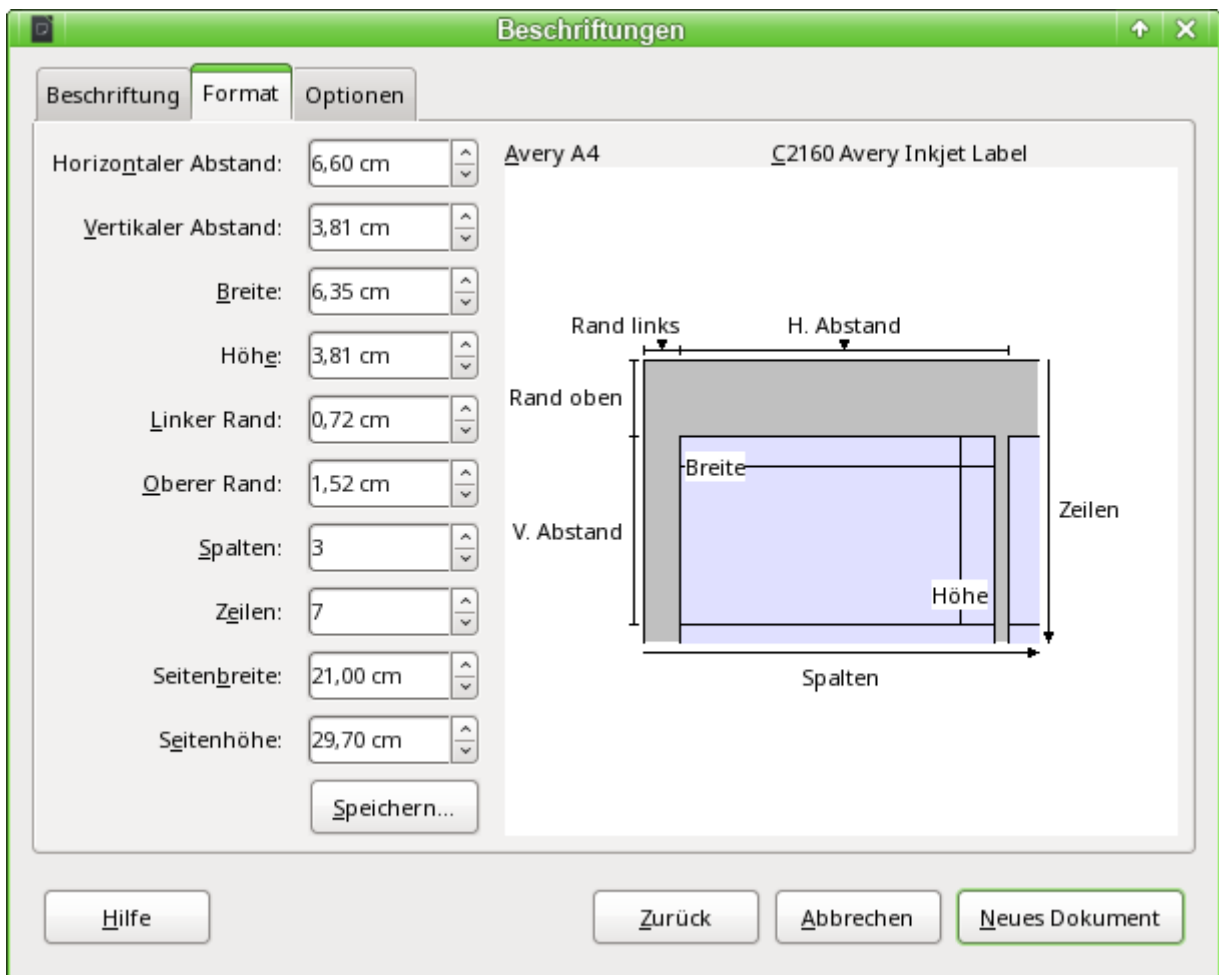 Beschriftungen
Beschriftung Format Optionen
Horizontaler Abstand: 6,60 cm
Vertikaler Abstand: 3,81 cm
Breite: 6,35 cm
Höhe: 3,81 cm
Linker Rand: 0,72 cm
Oberer Rand: 1,52 cm
Spalten: 3
Zeilen: 7
Seitenbreite: 21,00 cm
Seitenhöhe: 29,70 cm
Speichern...
Avery A4 C2160 Avery Inkjet Label
Rand links H. Abstand
Rand oben
Breite
V. Abstand
Zeilen
Höhe
Spalten
Hilfe Zurück Abbrechen Neues Dokument